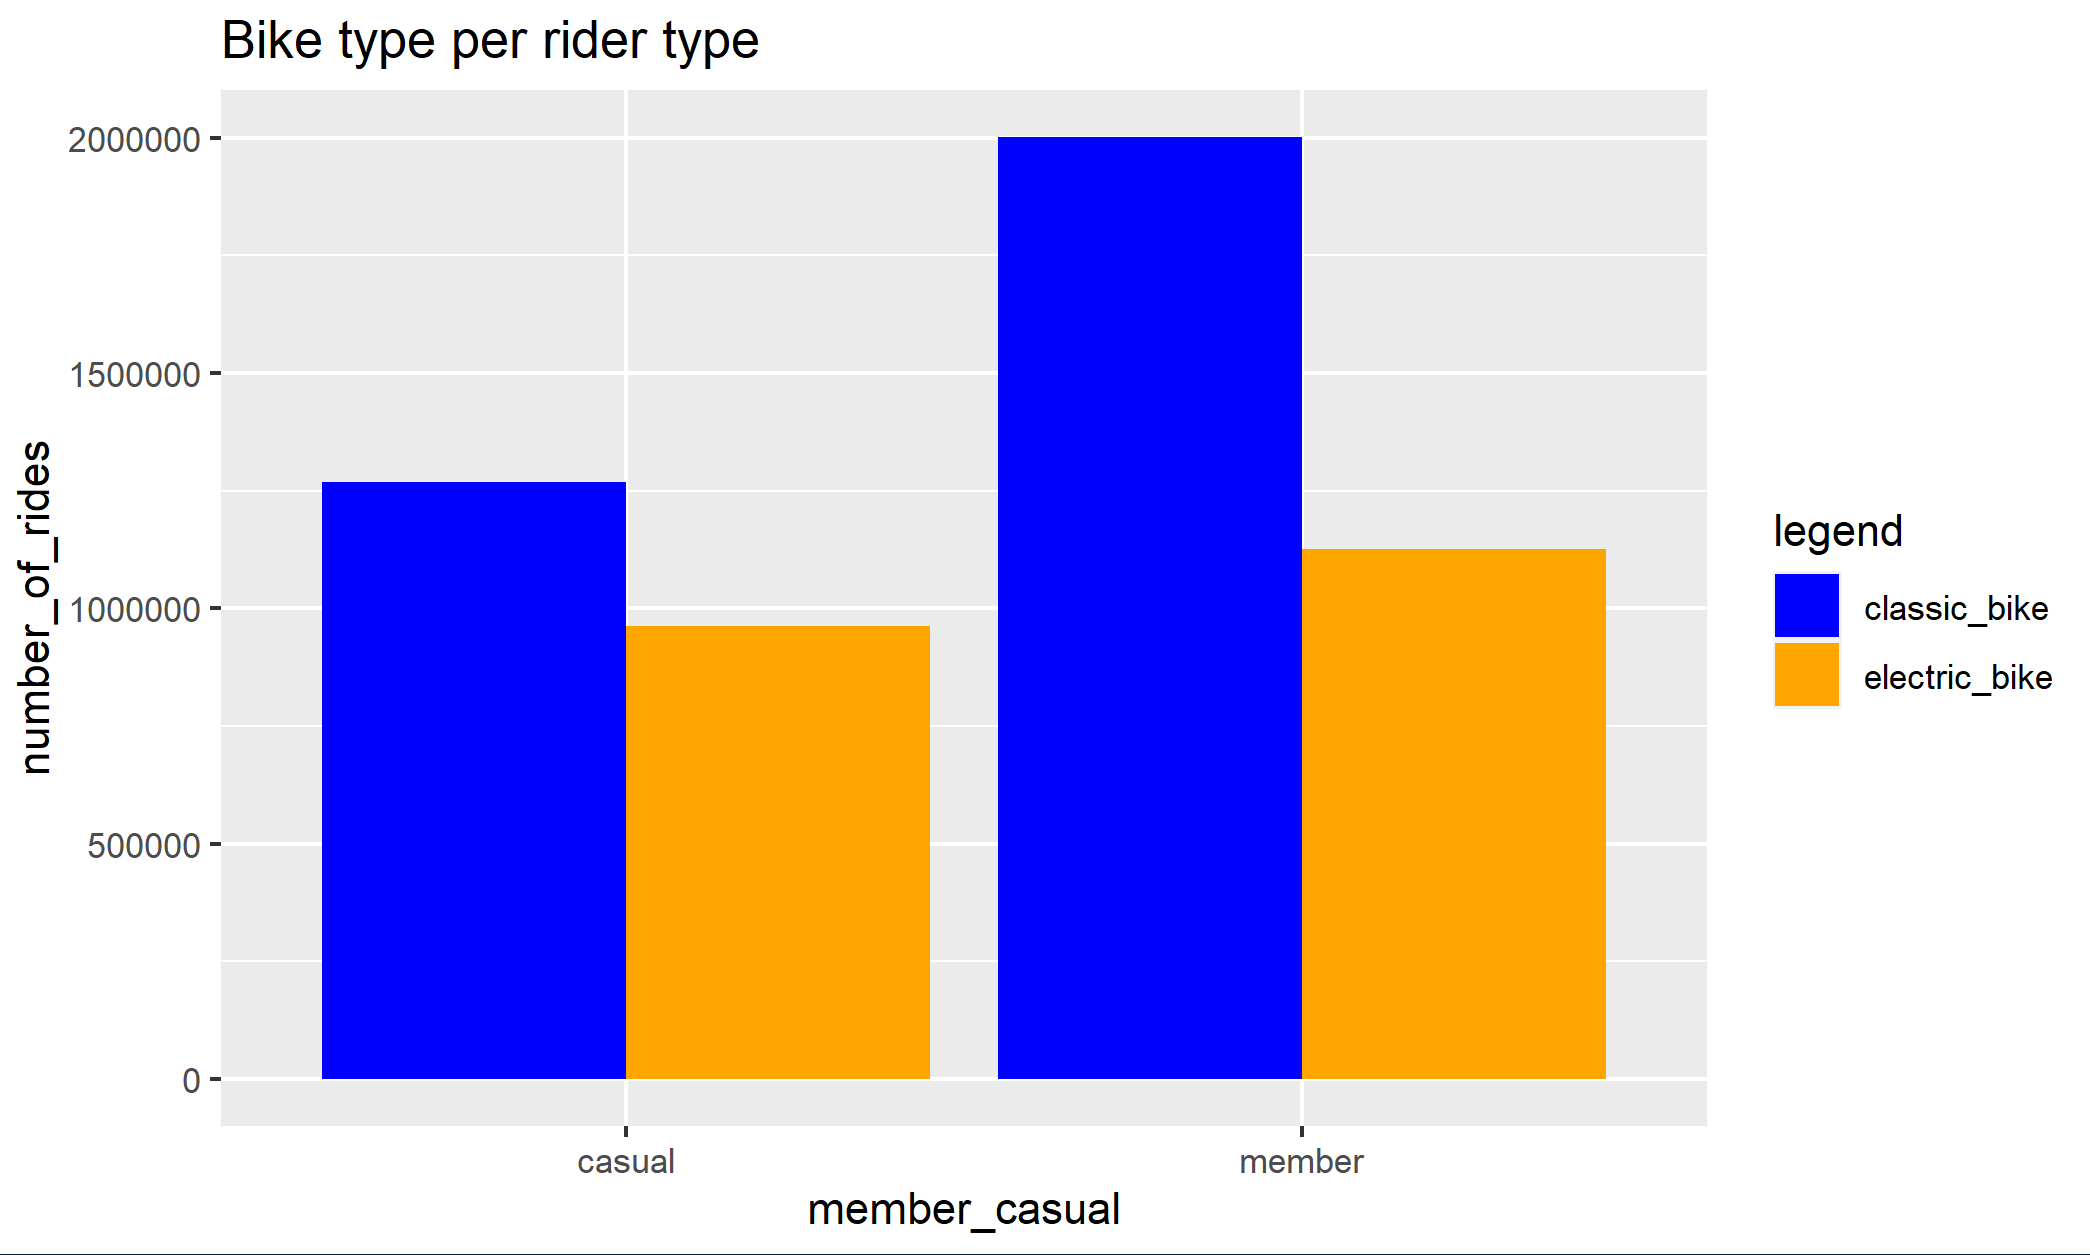 Bike type per rider type
number_of_rides
2000000
1500000
1000000
500000
0
casual
member
member_casual
legend
classic_bike
electric_bike